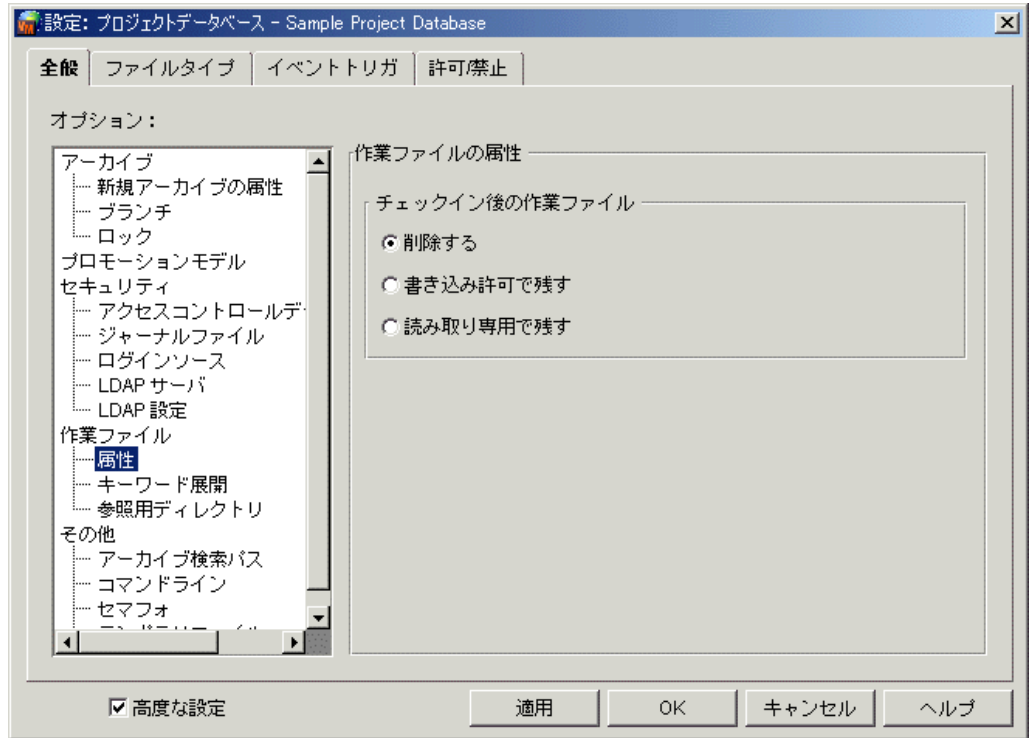 設定: プロジェクトデータベース - Sample Project Database
全般 ファイルタイプ イベントトリガ 許可/禁止
オプション：
アーカイブ
新規アーカイブの属性
ブランチ
ロック
プロモーションモデル
セキュリティ
アクセスコントロールデ
ジャーナルファイル
ログインソース
LDAP サーバ
LDAP 設定
作業ファイル
属性
キーワード展開
参照用ディレクトリ
その他
アーカイブ検索パス
コマンドライン
セマフォ
作業ファイルの属性
チェックイン後の作業ファイル
削除する
書き込み許可で残す
読み取り専用で残す
高度な設定
適用 OK キャンセル ヘルプ